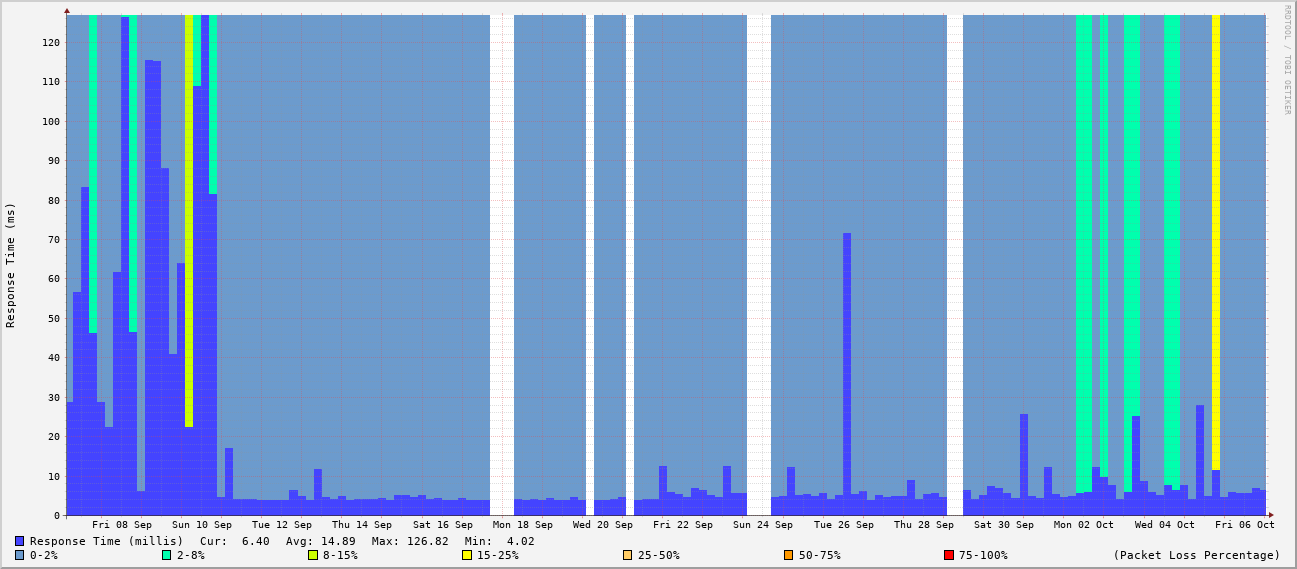 RRDTOOL / TOBI OETIKER
Response Time (ms)
120
110
100
90
80
70
60
50
40
30
20
10
0
Fri 08 Sep Sun 10 Sep Tue 12 Sep Thu 14 Sep Sat 16 Sep Mon 18 Sep Wed 20 Sep Fri 22 Sep Sun 24 Sep Tue 26 Sep Thu 28 Sep Sat 30 Sep Mon 02 Oct Wed 04 Oct Fri 06 Oct
Response Time (millis) Cur: 6.40 Avg: 14.89 Max: 126.82 Min: 4.02
0-2% 2-8% 8-15% 15-25% 25-50% 50-75% 75-100% (Packet Loss Percentage)